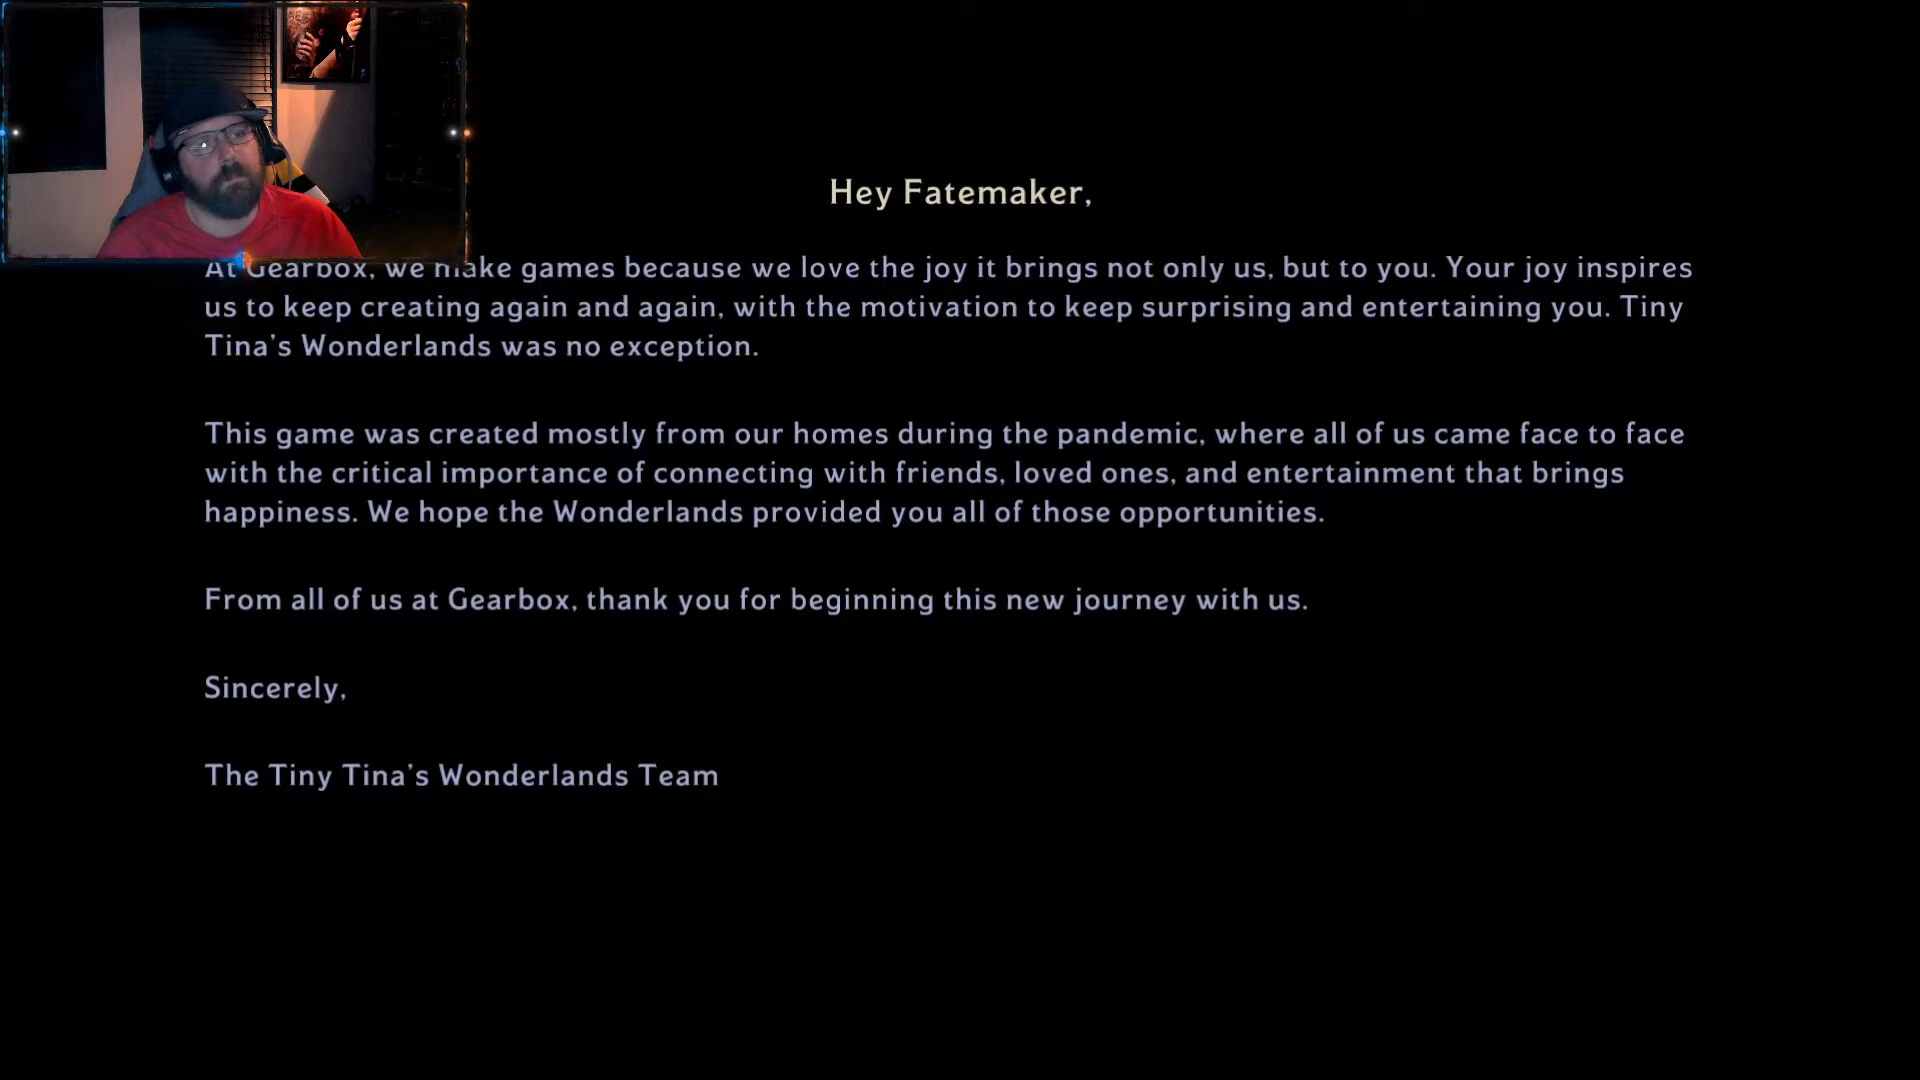 Hey Fatemaker,
At Gearbox, we make games because we love the joy it brings not only us, but to you. Your joy inspires
us to keep creating again and again, with the motivation to keep surprising and entertaining you. Tiny
Tina’s Wonderlands was no exception.
This game was created mostly from our homes during the pandemic, where all of us came face to face
with the critical importance of connecting with friends, loved ones, and entertainment that brings
happiness. We hope the Wonderlands provided you all of those opportunities.
From all of us at Gearbox, thank you for beginning this new journey with us.
Sincerely,
The Tiny Tina’s Wonderlands Team